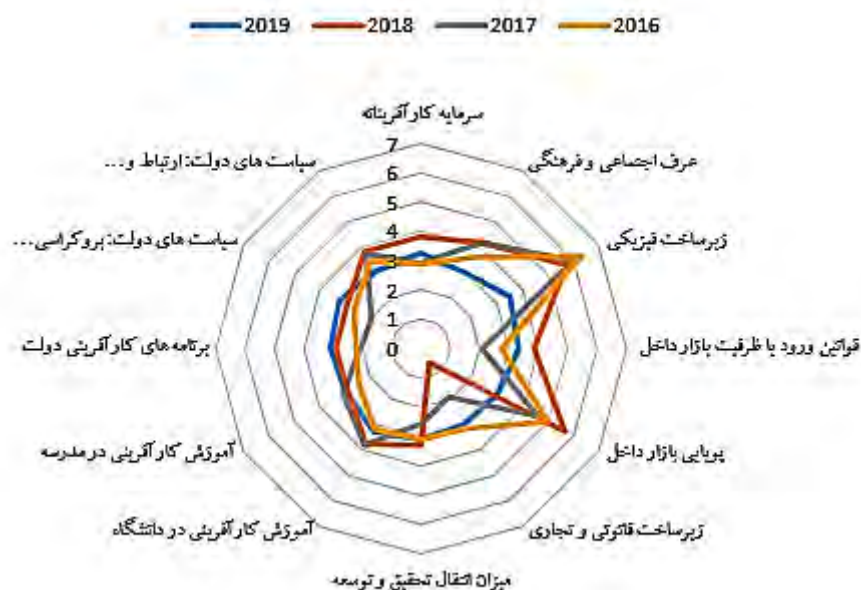 2019 2018 2017 2016
سرمایه کارآفرینانه
سیاست های دولت: ارتباط و...
عرف اجتماعی و فرهنگی
سیاست های دولت: بروکراسی...
زیرساخت فیزیکی
برنامه های کارآفرینی دولت
قوانین ورود یا ظرفیت بازار داخل
آموزش کارآفرینی در مدرسه
پویایی بازار داخل
آموزش کارآفرینی در دانشگاه
زیرساخت قانونی و تجاری
میزان انتقال تحقیق و توسعه
7
6
5
4
3
2
1
0